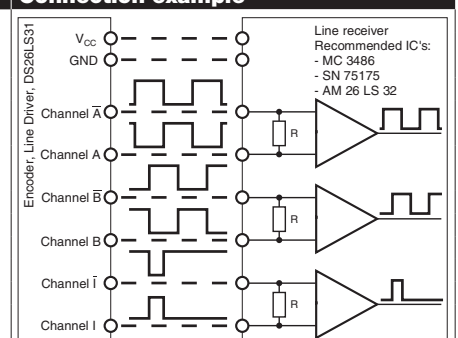 Connection example
Encoder, Line Driver, DS26LS31
V_CC
GND
Channel A̅
Channel A
Channel B̅
Channel B
Channel I̅
Channel I
Line receiver
Recommended IC's:
- MC 3486
- SN 75175
- AM 26 LS 32
R
R
R